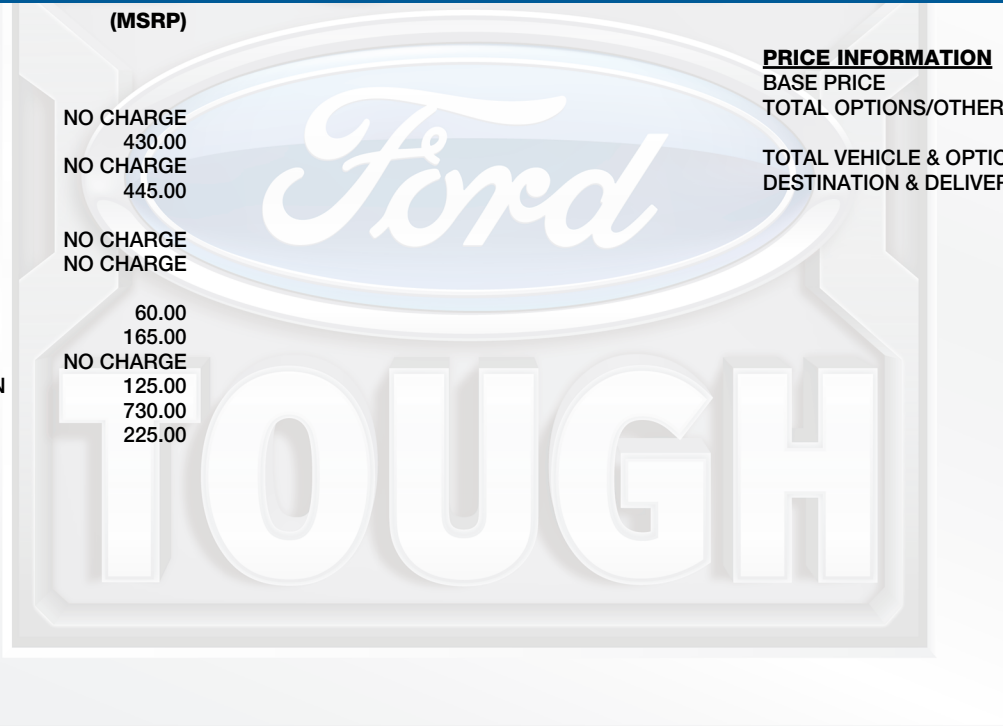 (MSRP)
NO CHARGE
430.00
NO CHARGE
445.00
NO CHARGE
NO CHARGE
60.00
165.00
NO CHARGE
N 125.00
730.00
225.00
PRICE INFORMATION
BASE PRICE
TOTAL OPTIONS/OTHER
TOTAL VEHICLE & OPTIO
DESTINATION & DELIVER
Ford
TOUGH